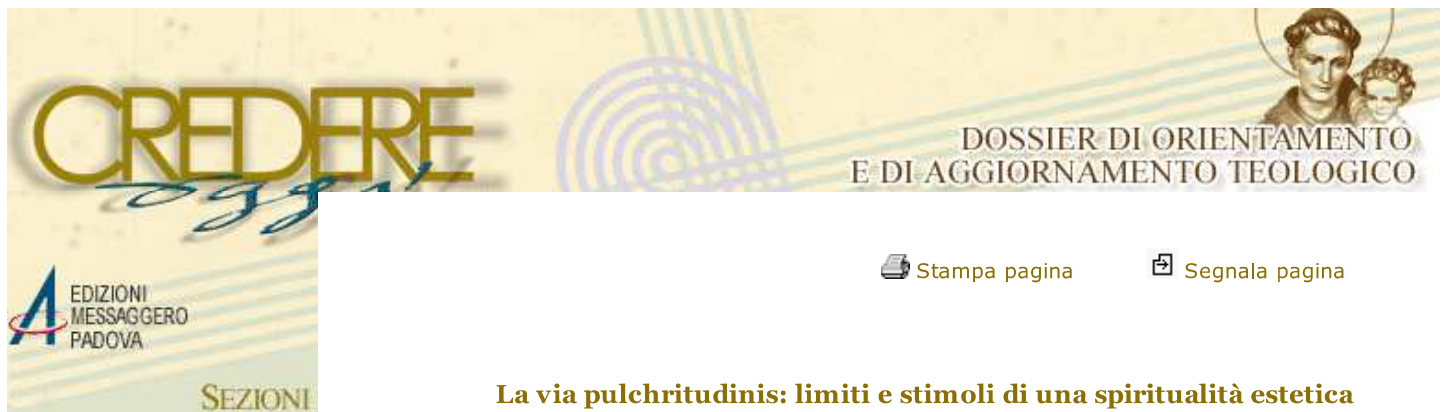 CREDERE
oggi
DOSSIER DI ORIENTAMENTO
E DI AGGIORNAMENTO TEOLOGICO
Stampa pagina
Segnala pagina
EDIZIONI
MESSAGGERO
PADOVA
SEZIONI
La via pulchritudinis: limiti e stimoli di una spiritualità estetica